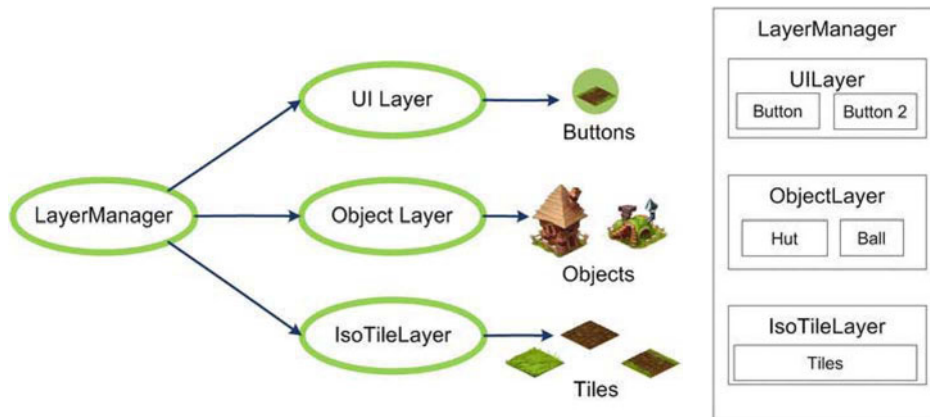 UI Layer
Buttons
LayerManager
Object Layer
Objects
IsoTileLayer
Tiles
LayerManager
UILayer
Button
Button 2
ObjectLayer
Hut
Ball
IsoTileLayer
Tiles